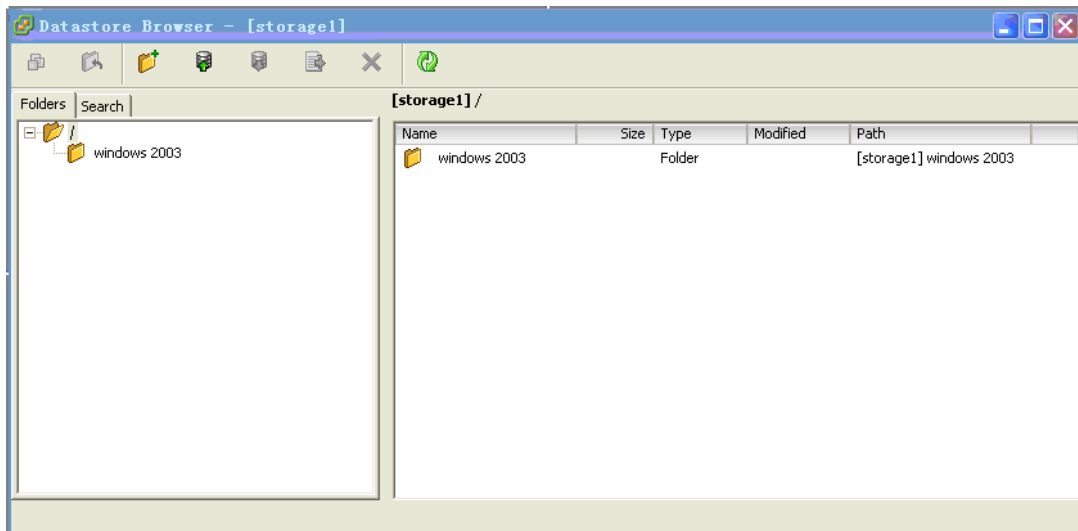 Datastore Browser - [storage1]
Folders Search
[storage1] /
/
windows 2003
Name Size Type Modified Path
windows 2003 Folder [storage1] windows 2003